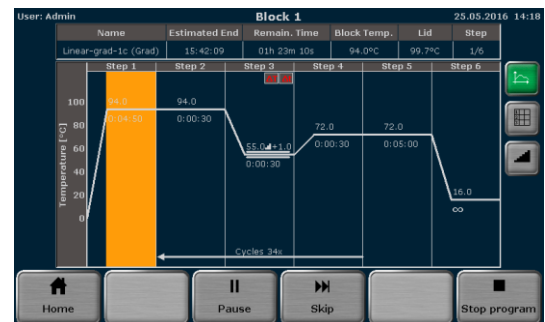 User: Admin Block 1 25.05.2016 14:18
Name Estimated End Remain. Time Block Temp. Lid Step
Linear-grad-1c (Grad) 15:42:09 01h 23m 10s 94.0ºC 99.7ºC 1/6
Step 1 Step 2 Step 3 Step 4 Step 5 Step 6
Temperature [°C]
100
80
60
40
20
0
94.0 94.0
0:04:30 0:00:30
72.0 72.0
55.0 +1.0 0:00:30 0:05:00
0:00:30
16.0
∞
Cycles 34x
Home Pause Skip Stop program